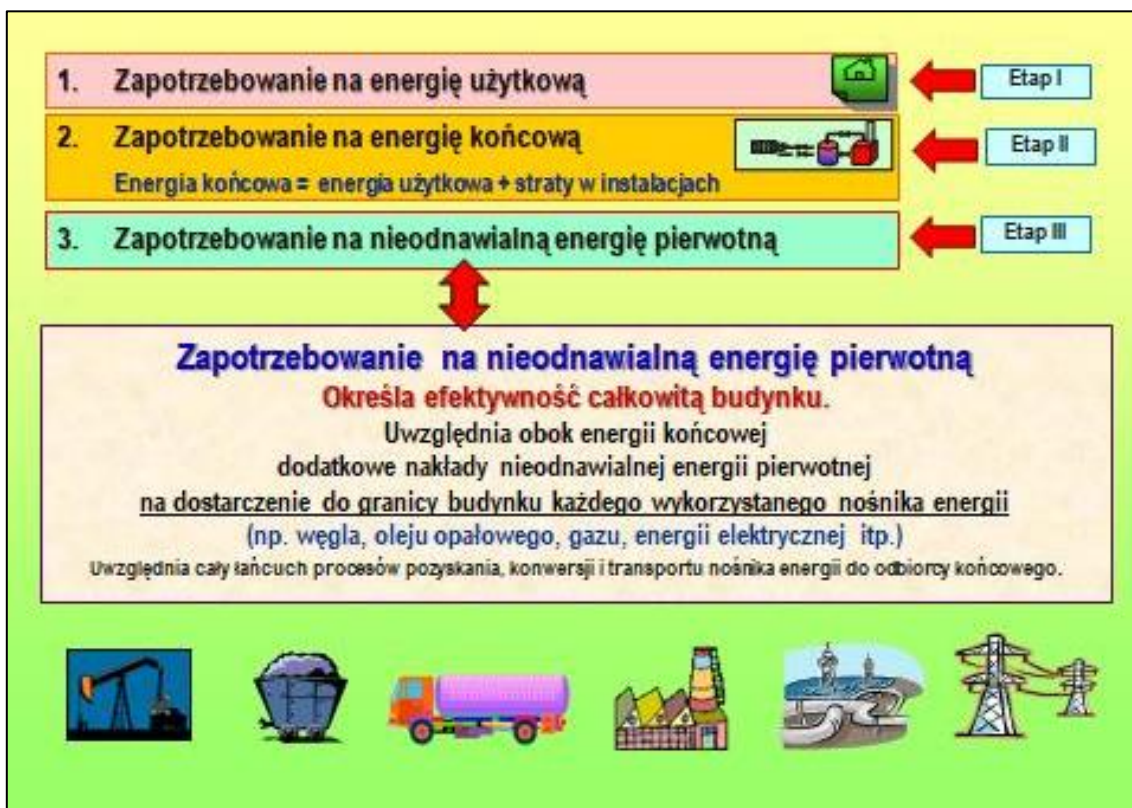 1. Zapotrzebowanie na energię użytkową
Etap I
2. Zapotrzebowanie na energię końcową
Energia końcowa = energia użytkowa + straty w instalacjach
Etap II
3. Zapotrzebowanie na nieodnawialną energię pierwotną
Etap III
Zapotrzebowanie na nieodnawialną energię pierwotną
Określa efektywność całkowitą budynku.
Uwzględnia obok energii końcowej
dodatkowe nakłady nieodnawialnej energii pierwotnej
na dostarczenie do granicy budynku każdego wykorzystanego nośnika energii
(np. węgla, oleju opałowego, gazu, energii elektrycznej itp.)
Uwzględnia cały łańcuch procesów pozyskania, konwersji i transportu nośnika energii do odbiorcy końcowego.